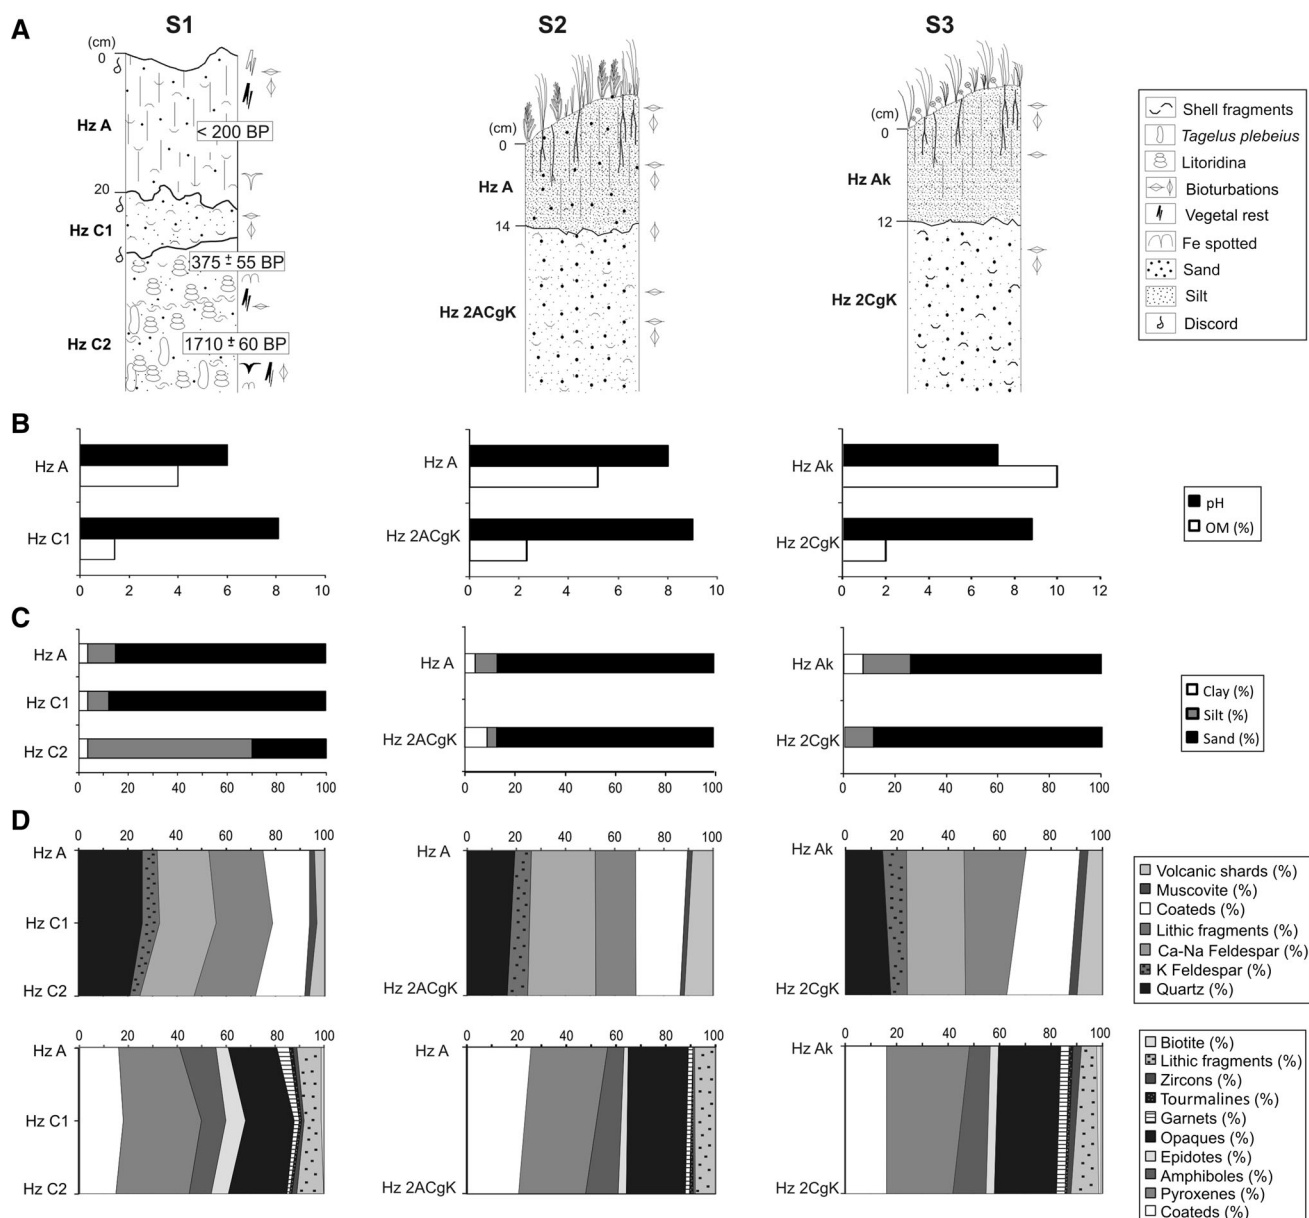 A
S1
S2
S3
(cm)
0
Hz A
< 200 BP
20
Hz C1
375 ± 55 BP
Hz C2
1710 ± 60 BP
(cm)
0
Hz A
14
Hz 2ACgK
(cm)
0
Hz Ak
12
Hz 2CgK
Shell fragments
Tagelus plebeius
Litoridina
Bioturbations
Vegetal rest
Fe spotted
Sand
Silt
Discord
B
Hz A
Hz C1
0 2 4 6 8 10
Hz A
Hz 2ACgK
0 2 4 6 8 10
Hz Ak
Hz 2CgK
0 2 4 6 8 10 12
pH
OM (%)
C
Hz A
Hz C1
Hz C2
0 20 40 60 80 100
Hz A
Hz 2ACgK
0 20 40 60 80 100
Hz Ak
Hz 2CgK
0 20 40 60 80 100
Clay (%)
Silt (%)
Sand (%)
D
0 20 40 60 80 100
Hz A
Hz C1
Hz C2
0 20 40 60 80 100
Hz A
Hz 2ACgK
0 20 40 60 80 100
Hz Ak
Hz 2CgK
Volcanic shards (%)
Muscovite (%)
Coateds (%)
Lithic fragments (%)
Ca-Na Feldespar (%)
K Feldespar (%)
Quartz (%)
0 20 40 60 80 100
Hz A
Hz C1
Hz C2
0 20 40 60 80 100
Hz A
Hz 2ACgK
0 20 40 60 80 100
Hz Ak
Hz 2CgK
Biotite (%)
Lithic fragments (%)
Zircons (%)
Tourmalines (%)
Garnets (%)
Opaques (%)
Epidotes (%)
Amphiboles (%)
Pyroxenes (%)
Coateds (%)